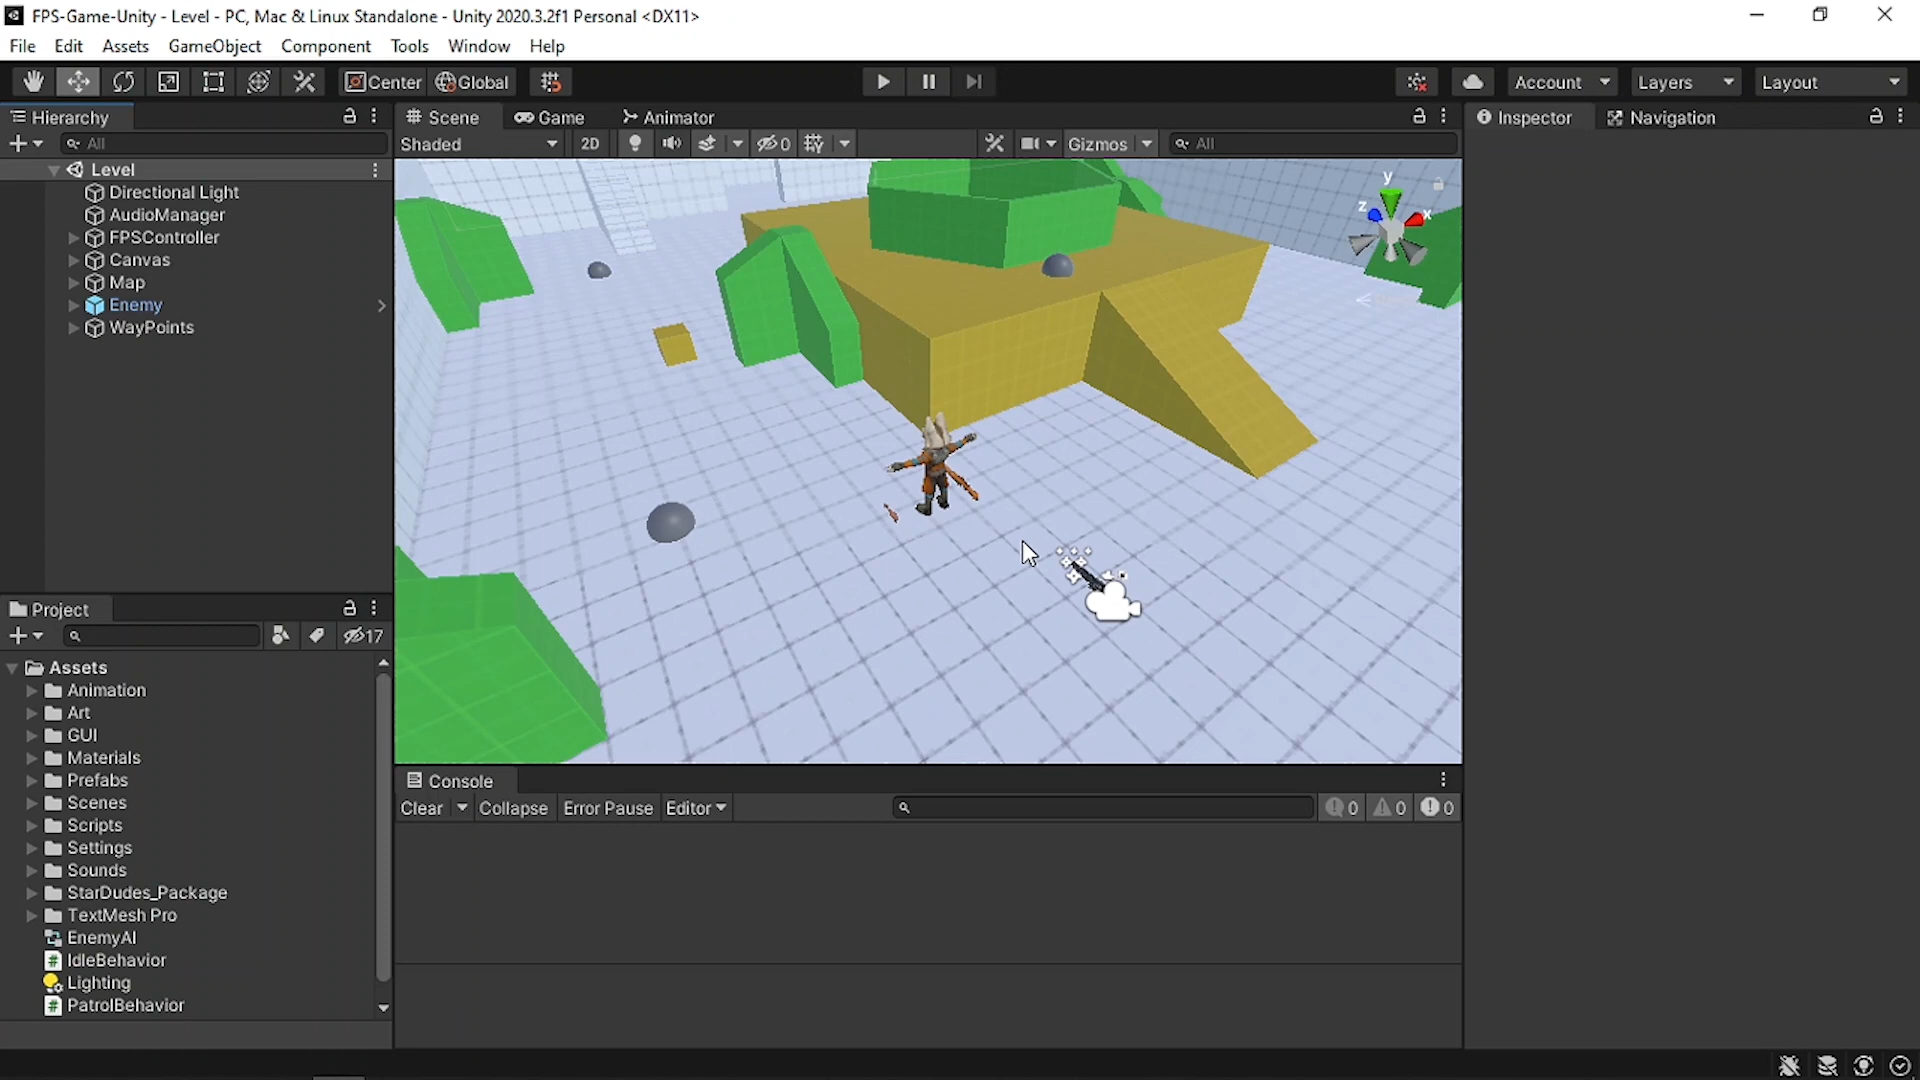 FPS-Game-Unity - Level - PC, Mac & Linux Standalone - Unity 2020.3.2f1 Personal <DX11>
File Edit Assets GameObject Component Tools Window Help
Center Global Account Layers Layout
Hierarchy Scene Game Animator Inspector Navigation
All Shaded 2D 0 Gizmos All
Level
Directional Light
AudioManager
FPSController
Canvas
Map
Enemy
WayPoints
y
z x
Project
17
Assets
Animation
Art
GUI
Materials
Prefabs
Scenes
Scripts
Settings
Sounds
StarDudes_Package
TextMesh Pro
EnemyAI
IdleBehavior
Lighting
PatrolBehavior
Console
Clear Collapse Error Pause Editor 0 0 0